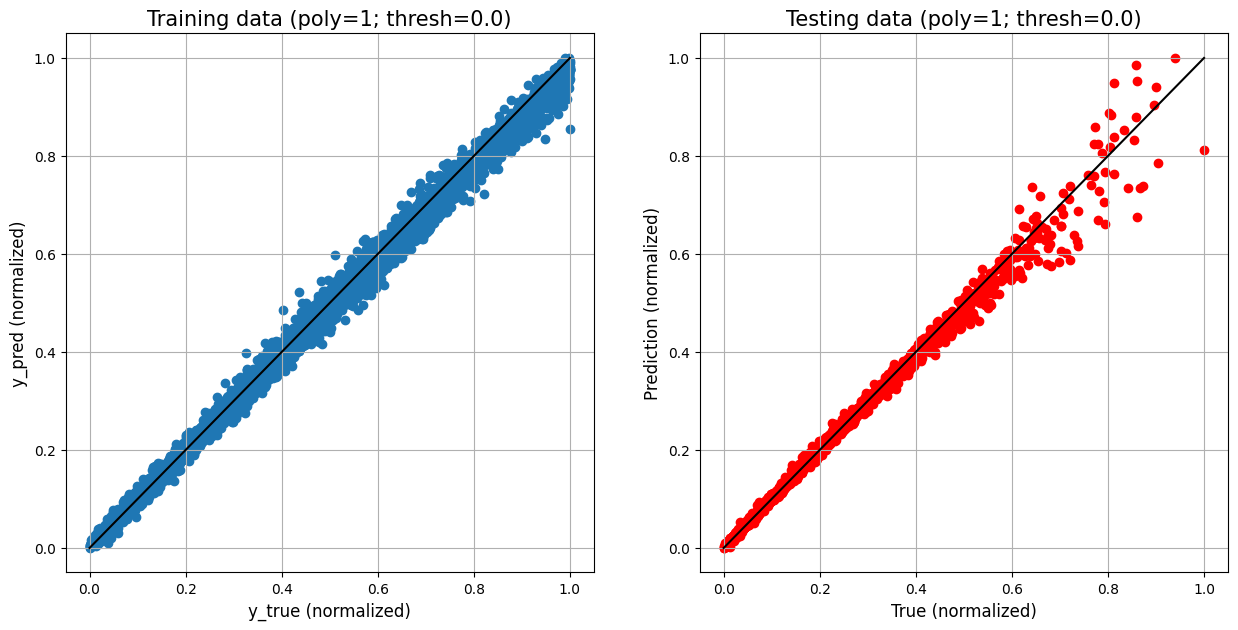 Training data (poly=1; thresh=0.0)
y_pred (normalized)
1.0
0.8
0.6
0.4
0.2
0.0
0.0 0.2 0.4 0.6 0.8 1.0
y_true (normalized)
Testing data (poly=1; thresh=0.0)
Prediction (normalized)
1.0
0.8
0.6
0.4
0.2
0.0
0.0 0.2 0.4 0.6 0.8 1.0
True (normalized)